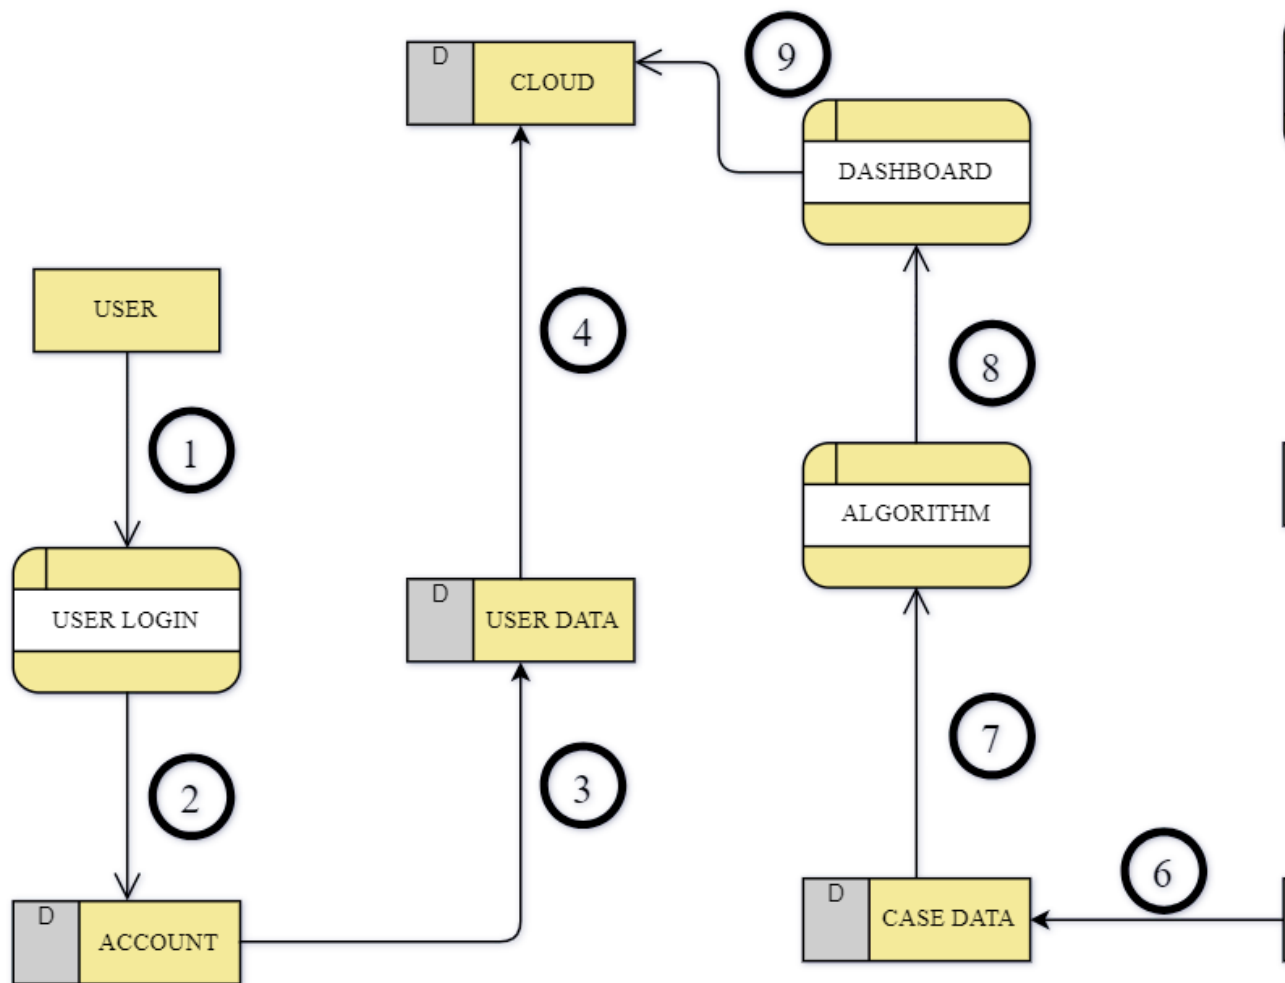 D
CLOUD
9
DASHBOARD
USER
4
8
1
ALGORITHM
D
USER DATA
USER LOGIN
7
2
3
6
D
CASE DATA
D
ACCOUNT